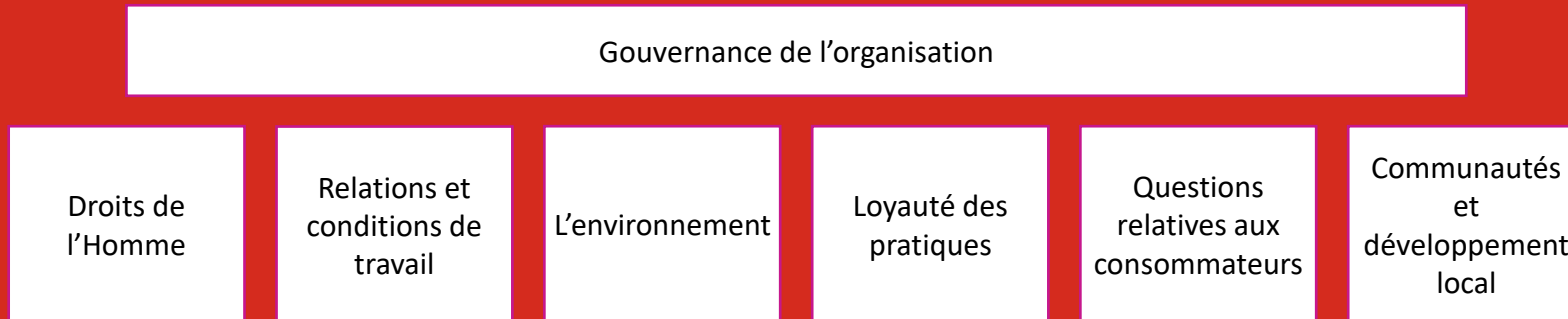 Gouvernance de l’organisation
Droits de
l’Homme
Relations et
conditions de
travail
L’environnement
Loyauté des
pratiques
Questions
relatives aux
consommateurs
Communautés
et
développement
local